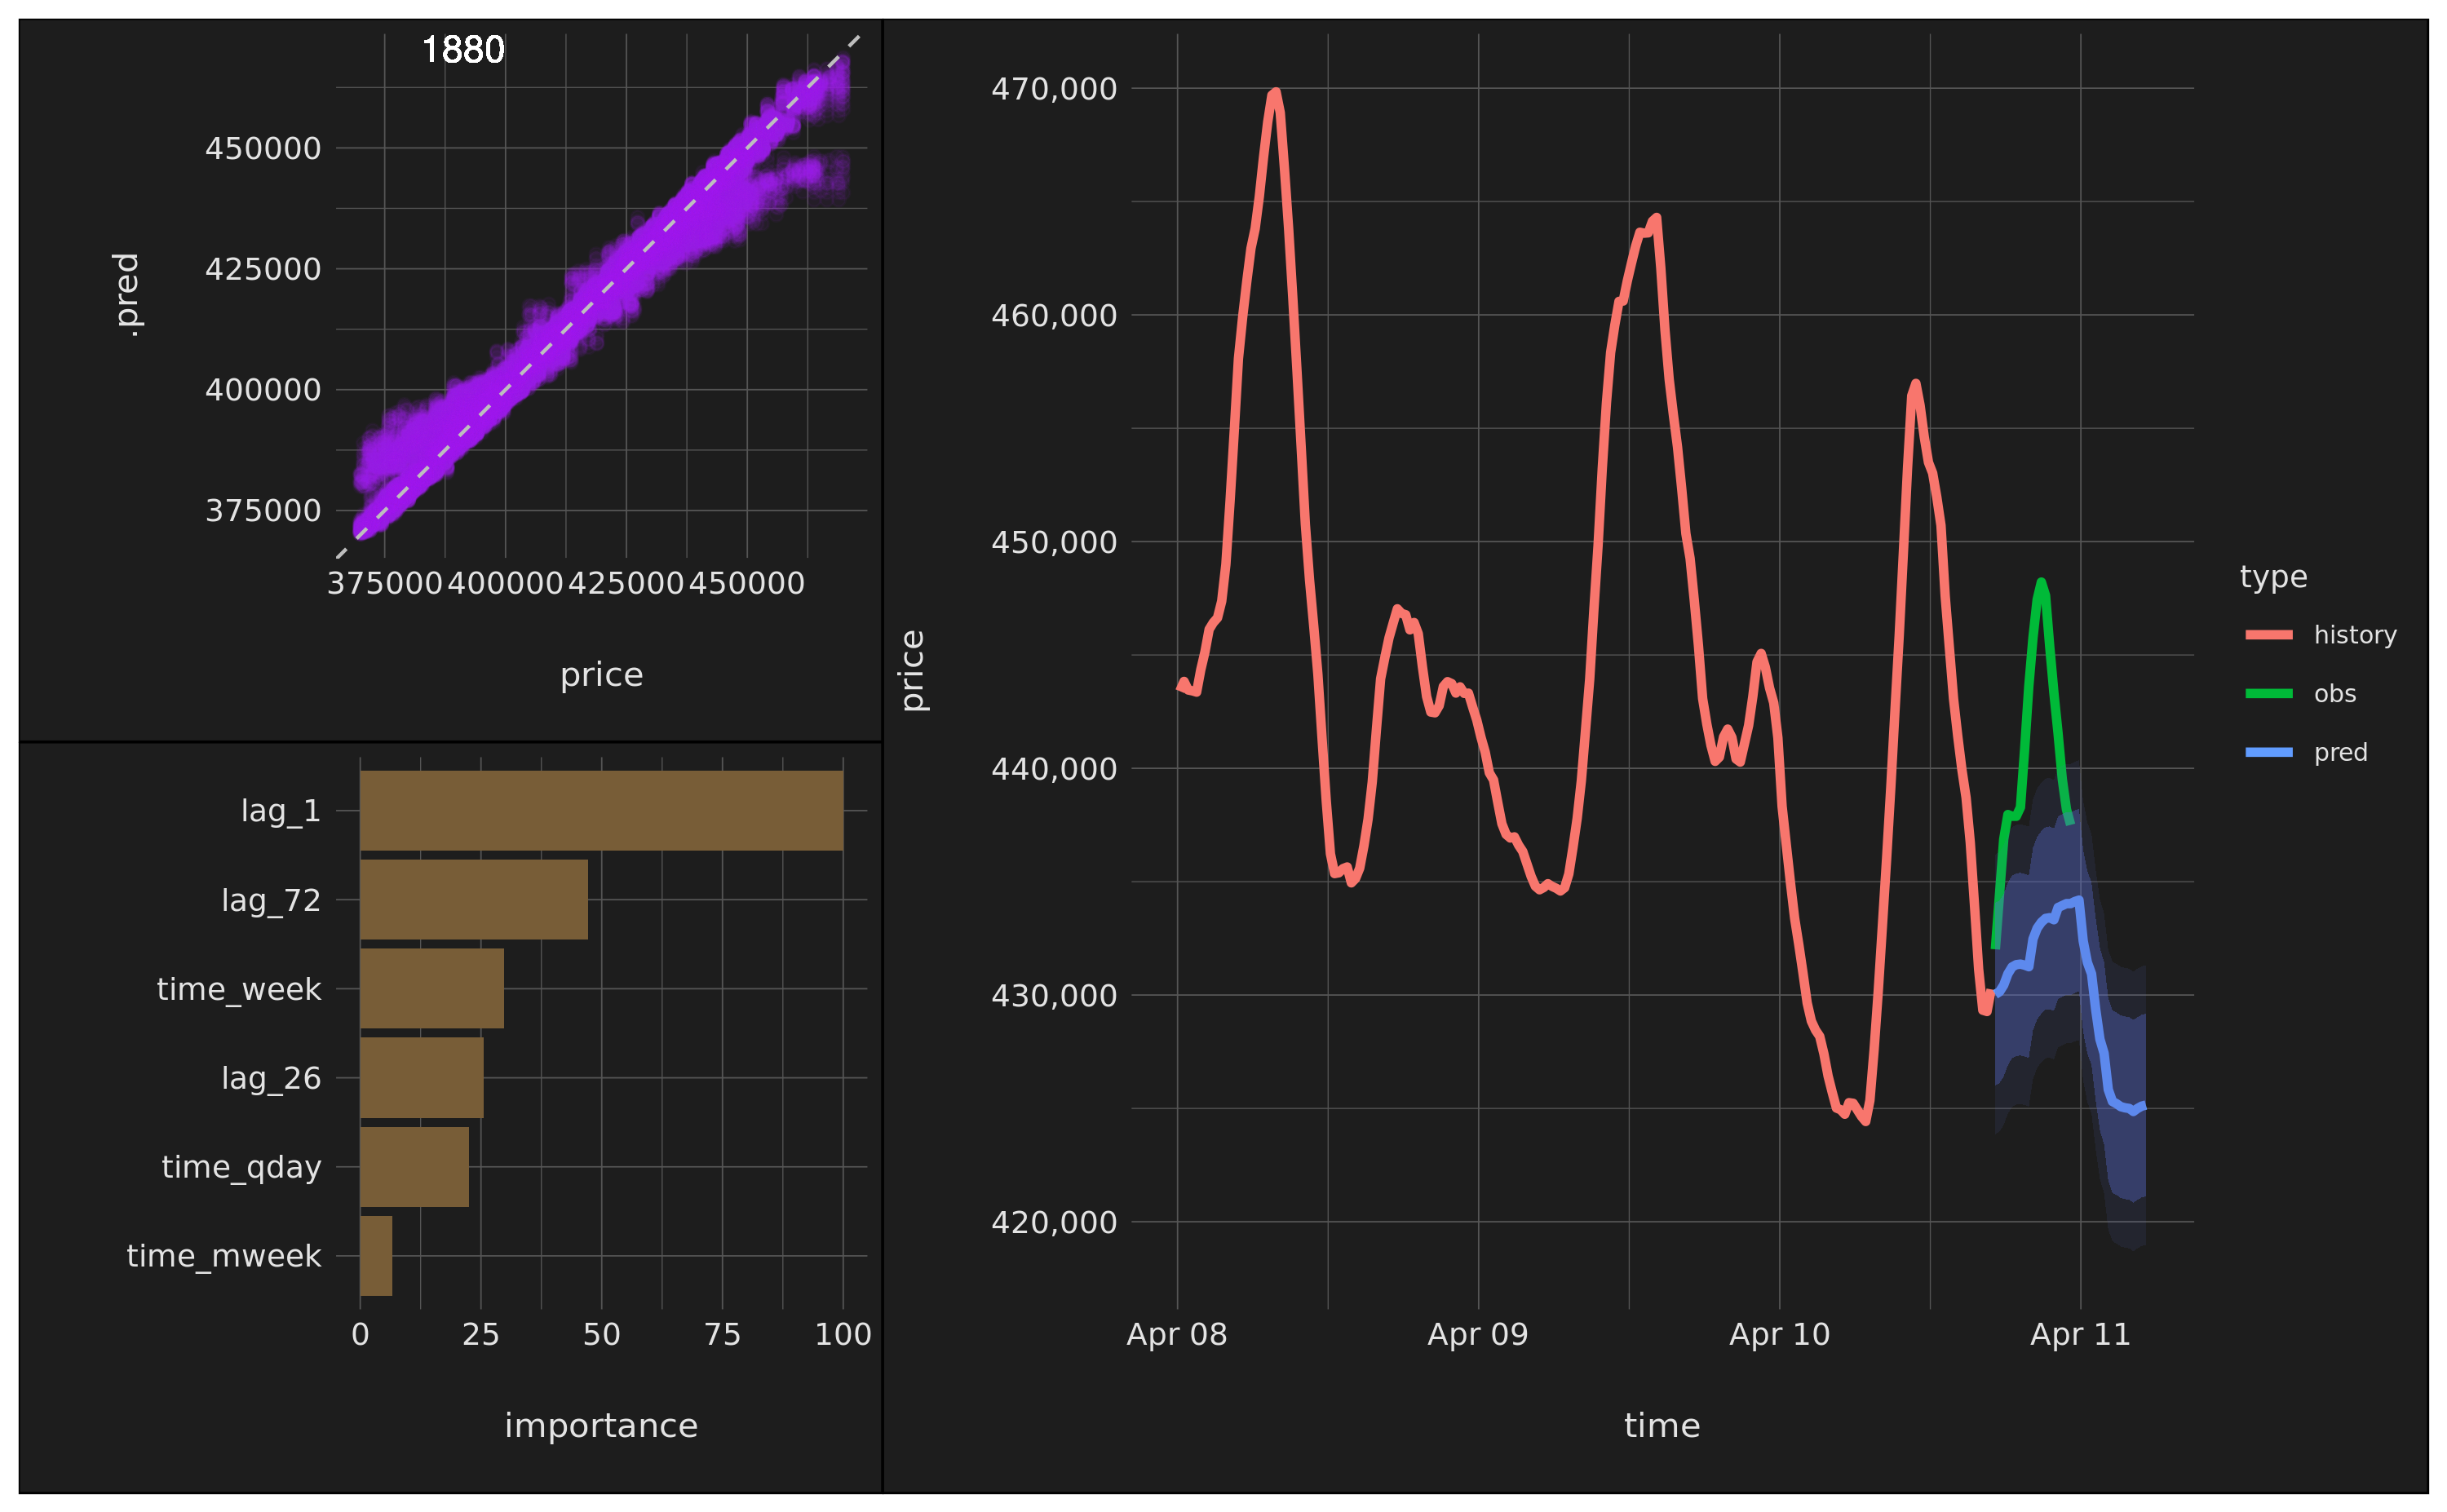 1880
.pred
450000
425000
400000
375000
375000 400000 425000 450000
price
lag_1
lag_72
time_week
lag_26
time_qday
time_mweek
0 25 50 75 100
importance
price
470,000
460,000
450,000
440,000
430,000
420,000
Apr 08 Apr 09 Apr 10 Apr 11
time
type
history
obs
pred